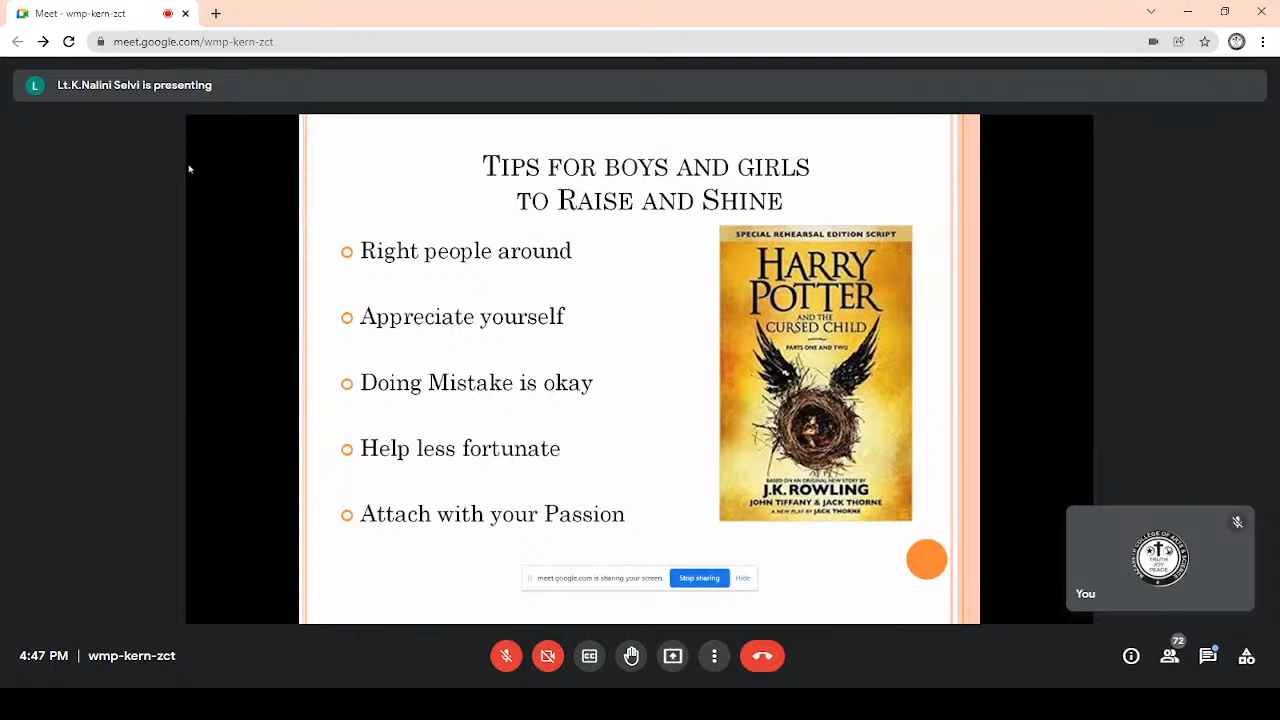 Meet - wmp-kern-zct
meet.google.com/wmp-kern-zct
L
Lt.K.Nalini Selvi is presenting
TIPS FOR BOYS AND GIRLS
TO RAISE AND SHINE
Right people around
Appreciate yourself
Doing Mistake is okay
Help less fortunate
Attach with your Passion
SPECIAL REHEARSAL EDITION SCRIPT
HARRY
POTTER
AND THE
CURSED CHILD
PARTS ONE AND TWO
BASED ON AN ORIGINAL NEW STORY BY
J.K. ROWLING
JOHN TIFFANY & JACK THORNE
A NEW PLAY BY JACK THORNE
meet.google.com is sharing your screen.
Stop sharing
Hide
TRUTH
JOY
PEACE
You
4:47 PM | wmp-kern-zct
72